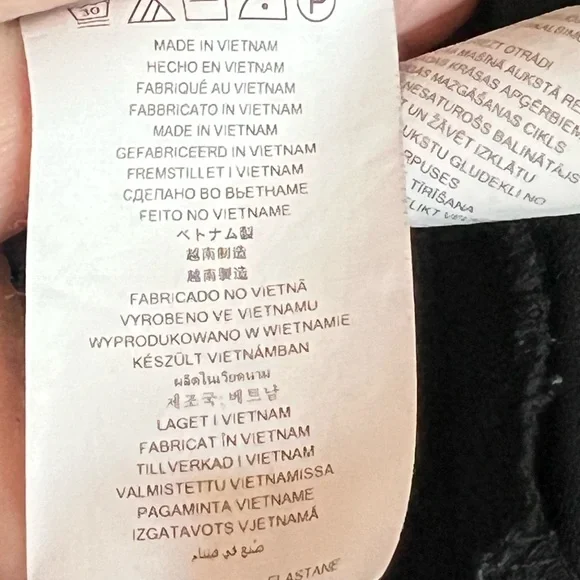 30
P
MADE IN VIETNAM
HECHO EN VIETNAM
FABRIQUÉ AU VIETNAM
FABBRICATO IN VIETNAM
MADE IN VIETNAM
GEFABRICEERD IN VIETNAM
FREMSTILLET I VIETNAM
СДЕЛАНО ВО ВЬЕТНАМЕ
FEITO NO VIETNAME
ベトナム製
越南制造
越南製造
FABRICADO NO VIETNÃ
VYROBENO VE VIETNAMU
WYPRODUKOWANO W WIETNAMIE
KÉSZÜLT VIETNÁMBAN
ผลิตในเวียดนาม
제조국: 베트남
LAGET I VIETNAM
FABRICAT ÎN VIETNAM
TILLVERKAD I VIETNAM
VALMISTETTU VIETNAMISSA
PAGAMINTA VIETNAME
IZGATAVOTS VJETNAMĀ
صنع في فيتنام
ELASTANE
OTRĀDI
MAŠĪNĀ AUKSTĀ
KRĀSAS APĢĒRBIEM
MAZGĀŠANAS CIKLS
NESATUROŠS BALINĀTĀJS
UN ŽĀVĒT IZKLĀTU
GLUDEKLI NO
TĪRĪŠANA